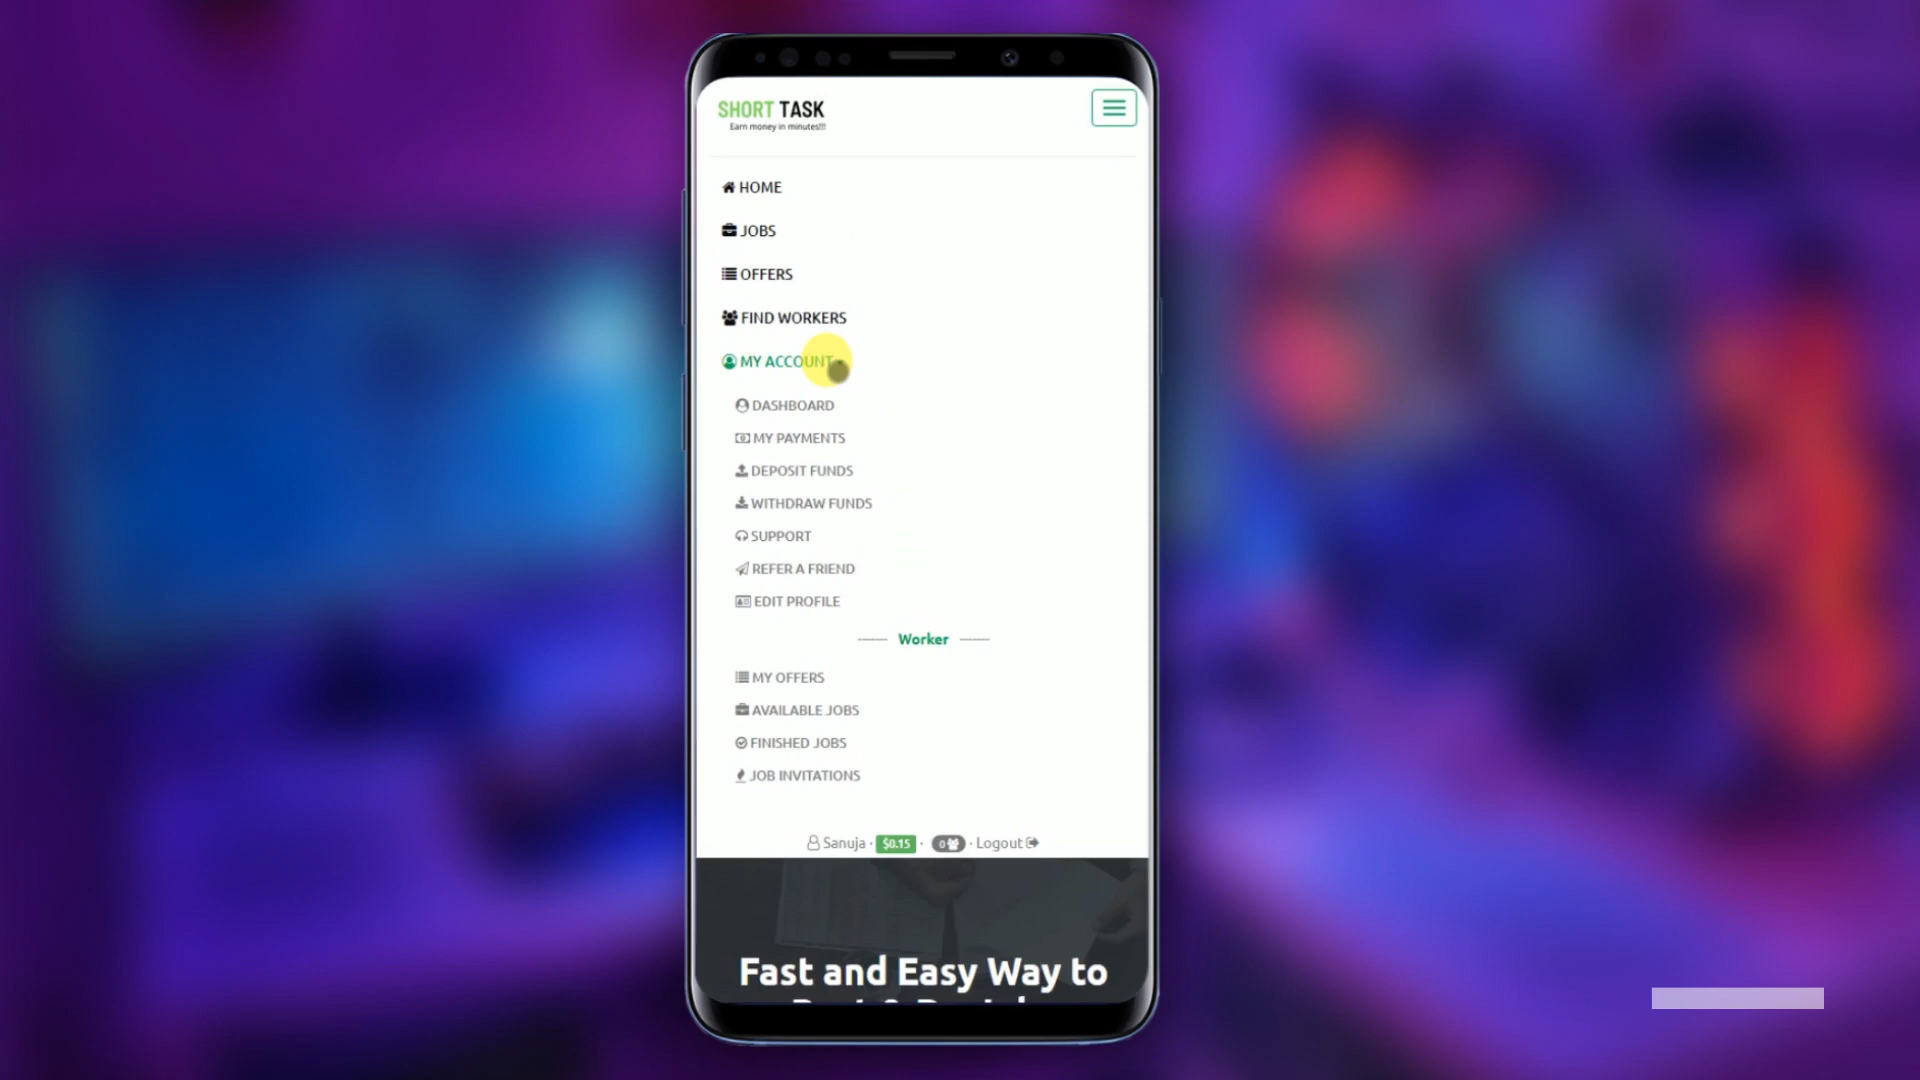 SHORT TASK
Earn money in minutes!!!
HOME
JOBS
OFFERS
FIND WORKERS
MY ACCOUNT
DASHBOARD
MY PAYMENTS
DEPOSIT FUNDS
WITHDRAW FUNDS
SUPPORT
REFER A FRIEND
EDIT PROFILE
Worker
MY OFFERS
AVAILABLE JOBS
FINISHED JOBS
JOB INVITATIONS
Sanuja · $0.15 · 0 · Logout
Fast and Easy Way to